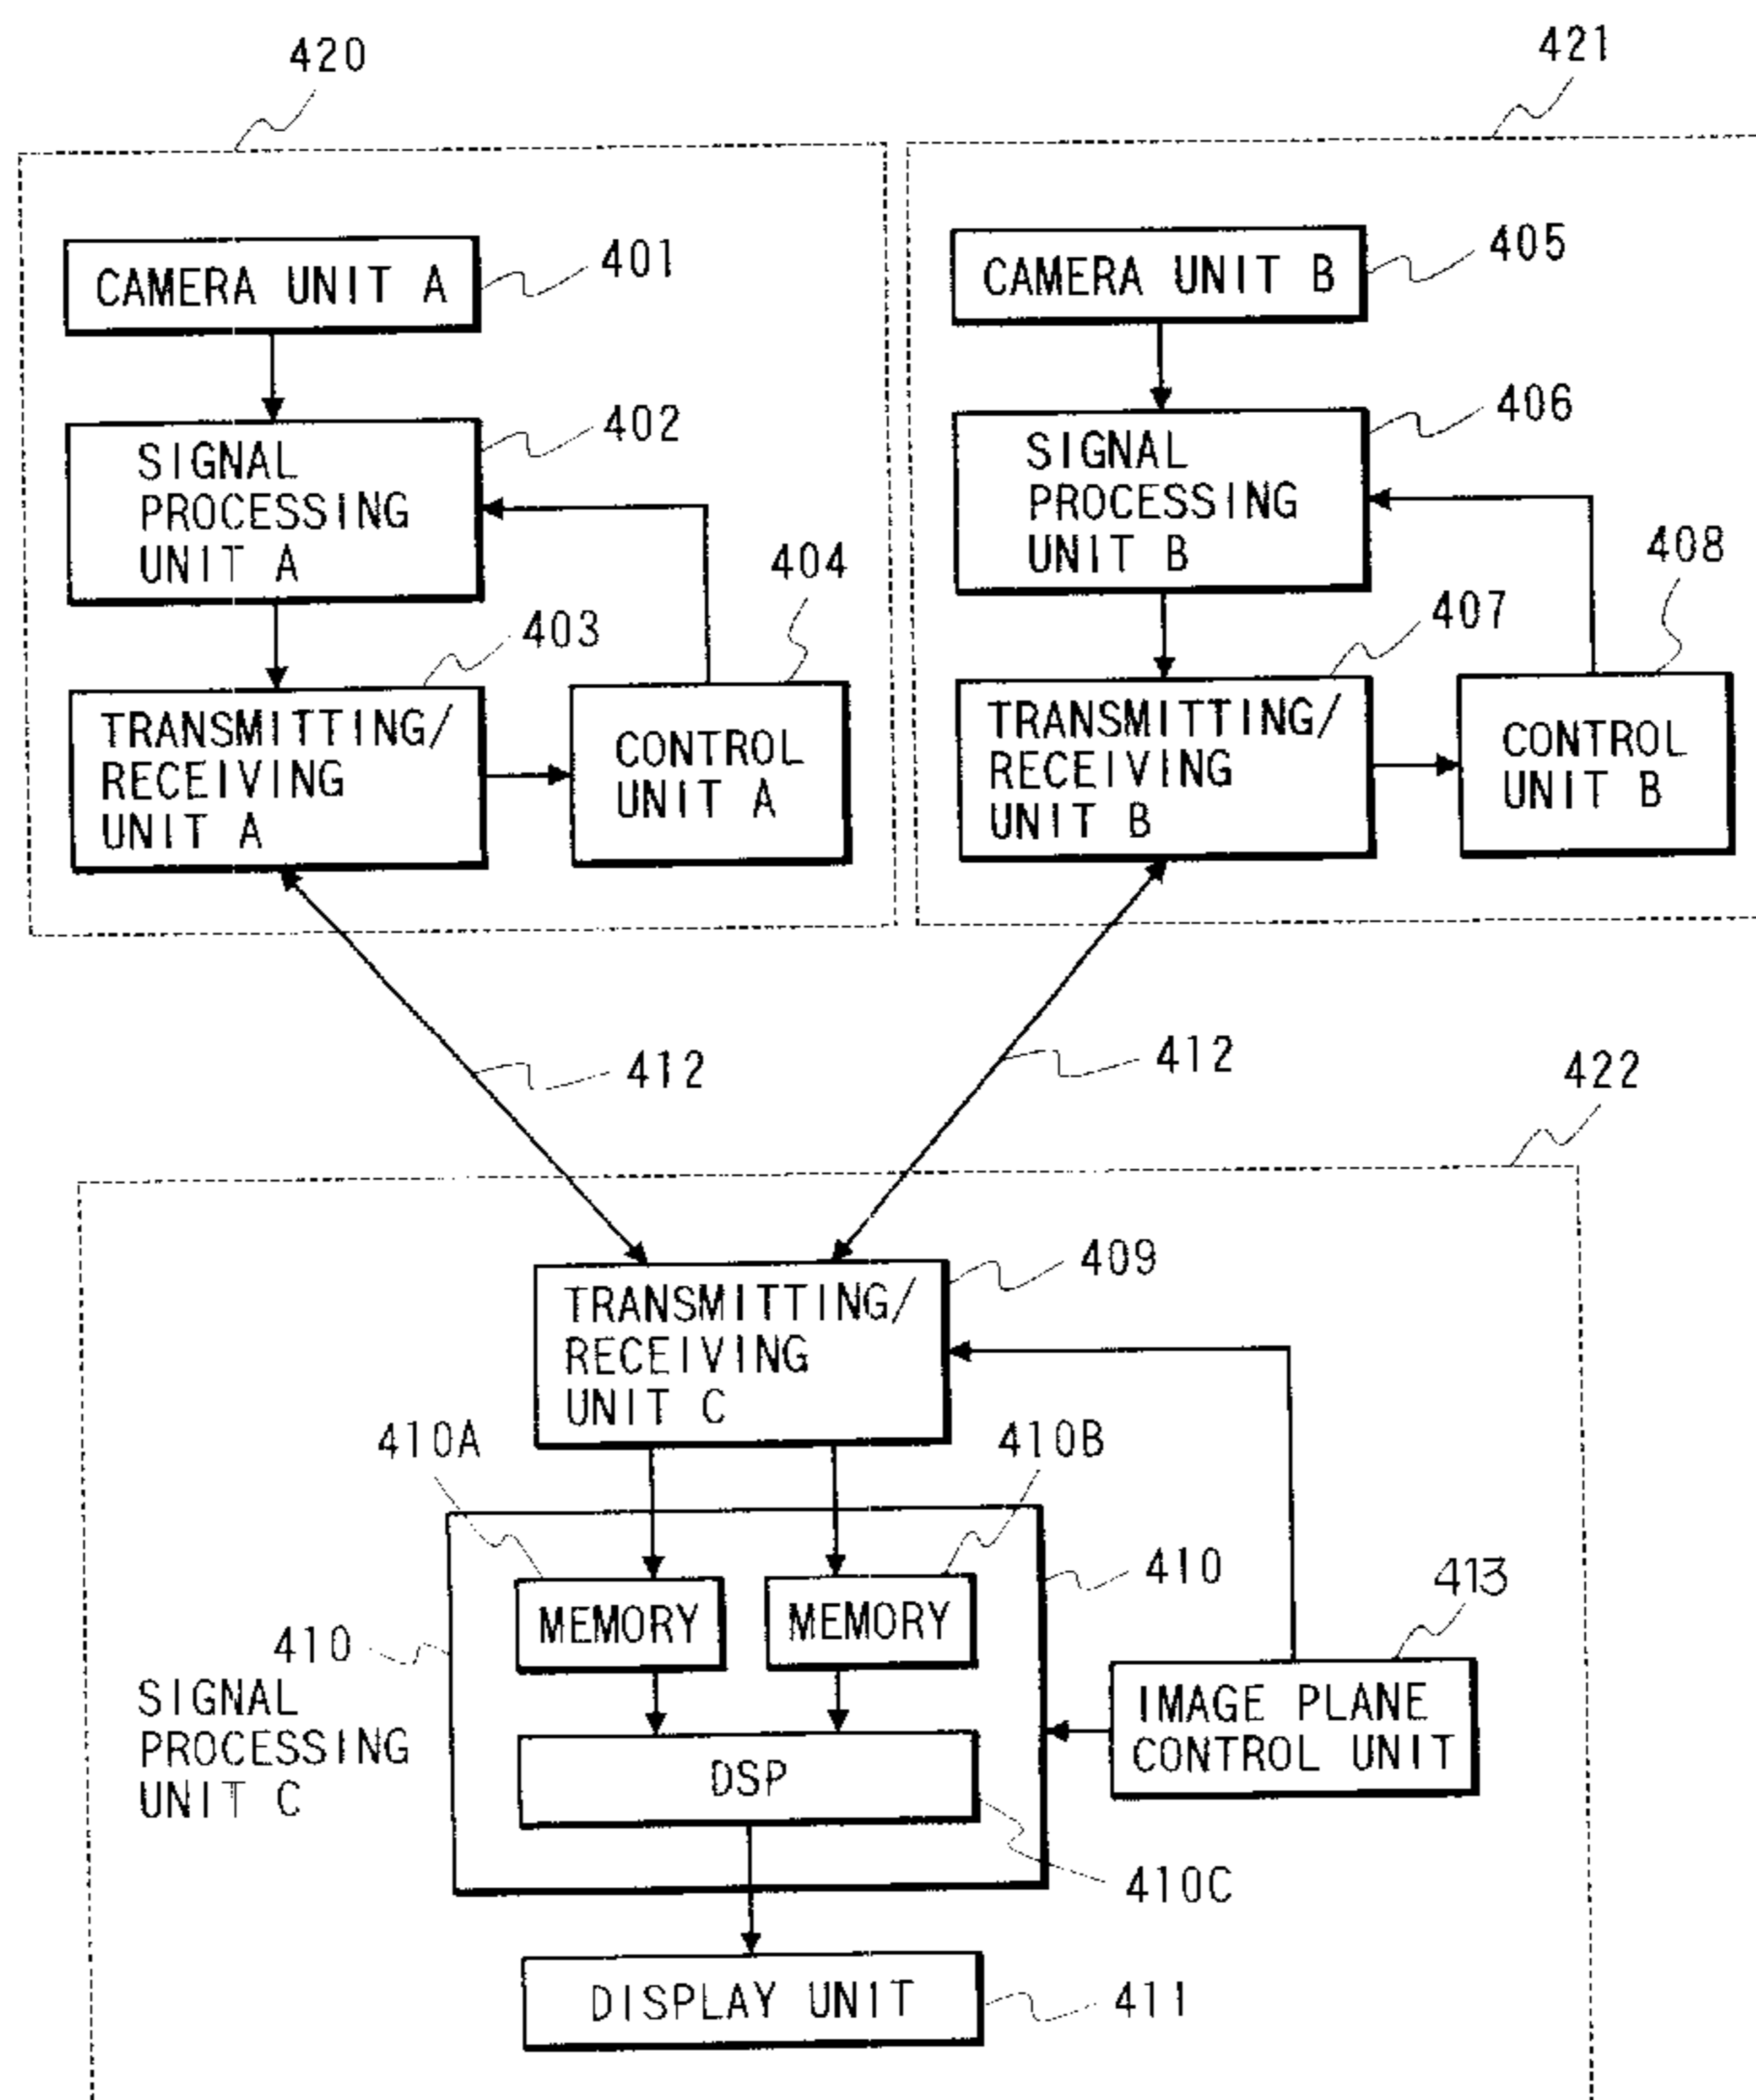 420
421
CAMERA UNIT A
401
CAMERA UNIT B
405
SIGNAL
PROCESSING
UNIT A
402
404
403
TRANSMITTING/
RECEIVING
UNIT A
CONTROL
UNIT A
SIGNAL
PROCESSING
UNIT B
406
408
407
TRANSMITTING/
RECEIVING
UNIT B
CONTROL
UNIT B
412
412
422
TRANSMITTING/
RECEIVING
UNIT C
409
410A
410B
410
MEMORY
MEMORY
410
SIGNAL
PROCESSING
UNIT C
413
IMAGE PLANE
CONTROL UNIT
DSP
410C
DISPLAY UNIT
411